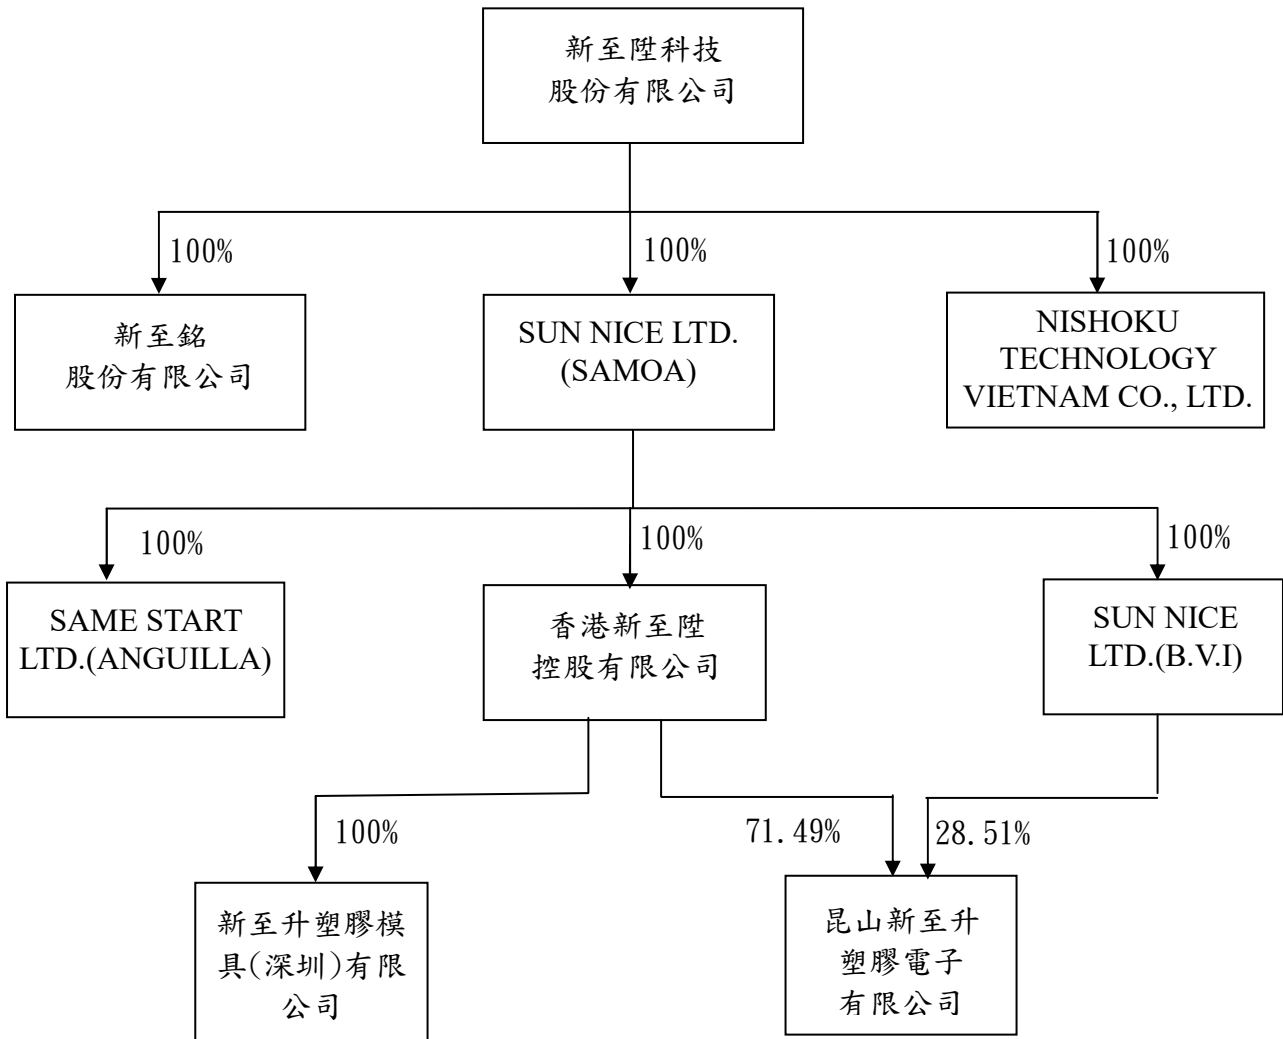 新至陞科技
股份有限公司
100%
100%
100%
新至銘
股份有限公司
SUN NICE LTD.
(SAMOA)
NISHOKU
TECHNOLOGY
VIETNAM CO., LTD.
100%
100%
100%
SAME START
LTD.(ANGUILLA)
香港新至陞
控股有限公司
SUN NICE
LTD.(B.V.I)
100%
71.49%
28.51%
新至升塑膠模
具(深圳)有限
公司
昆山新至升
塑膠電子
有限公司